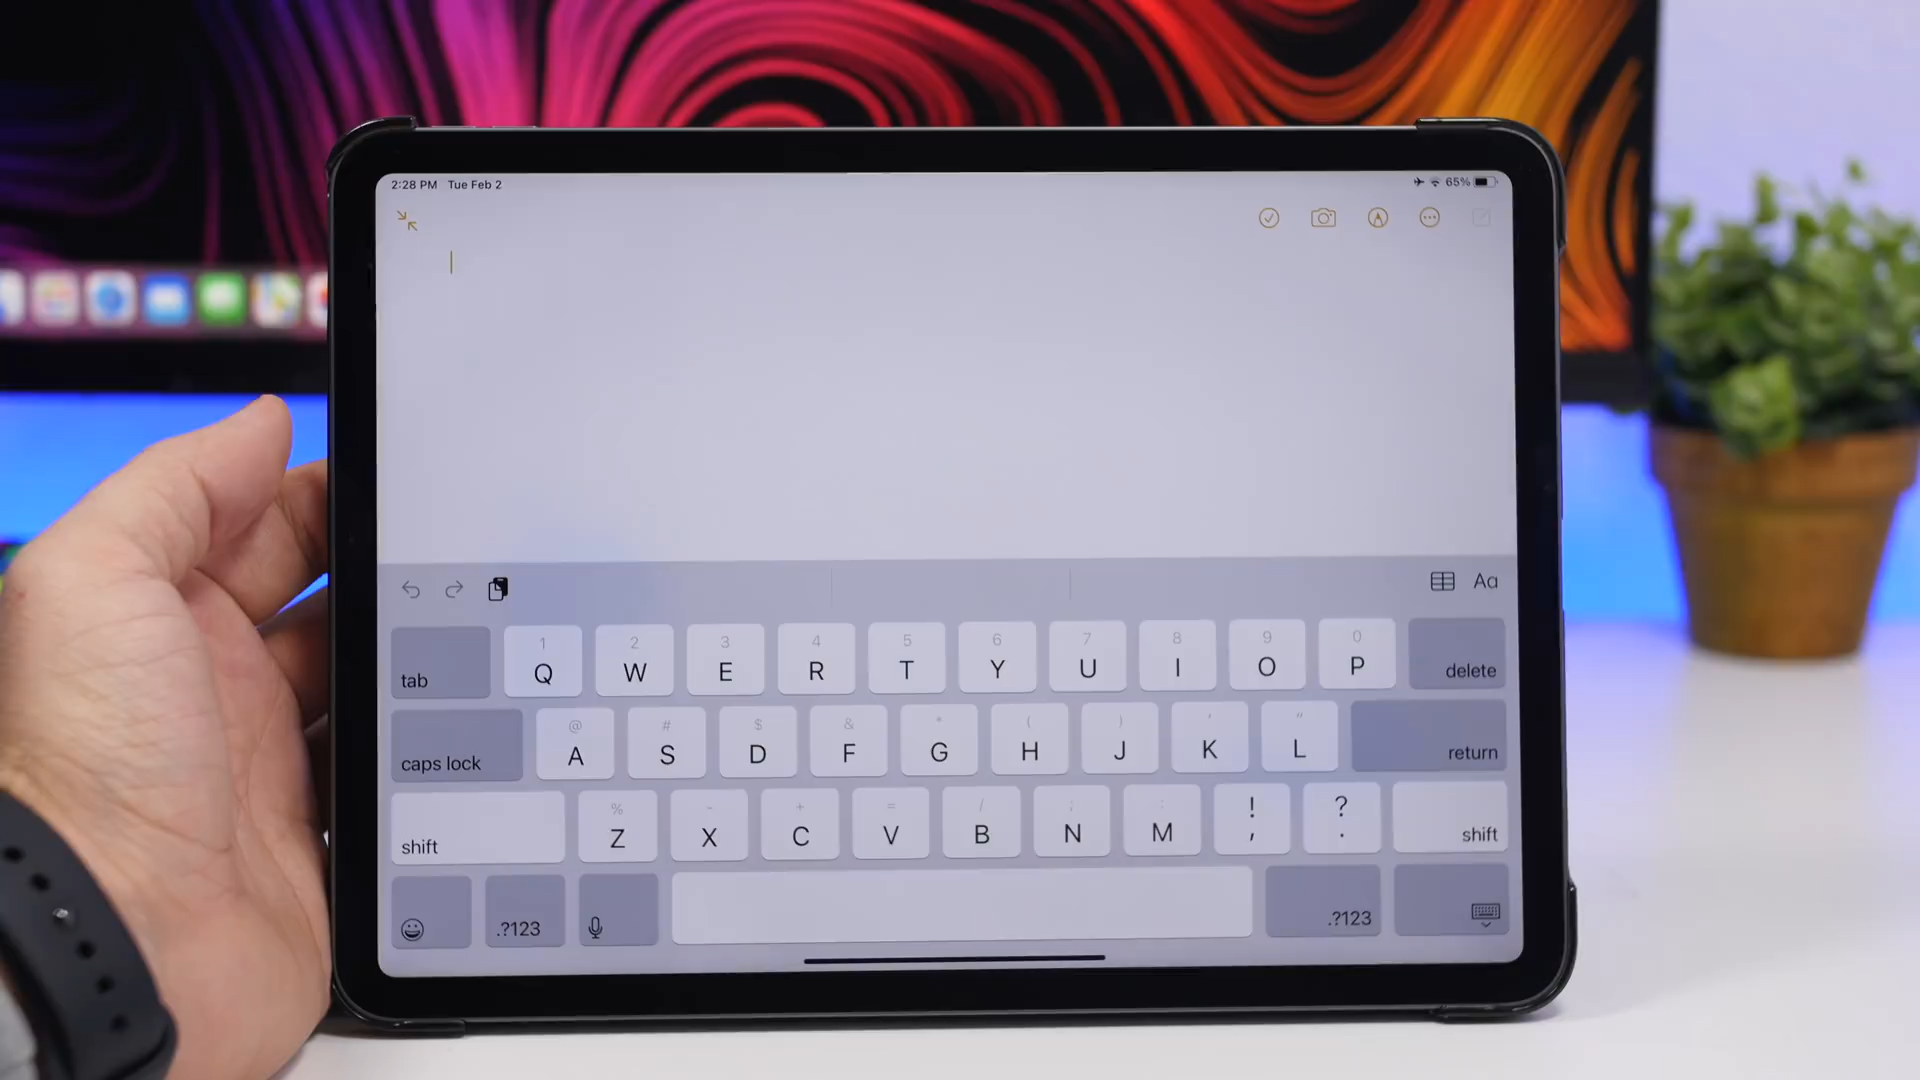 2:28 PM Tue Feb 2 65%
Aa
1 2 3 4 5 6 7 8 9 0
tab Q W E R T Y U I O P delete
@ # $ & * ( ) ' "
caps lock A S D F G H J K L return
% - + = / ; : ! ?
shift Z X C V B N M , . shift
.?123 .?123